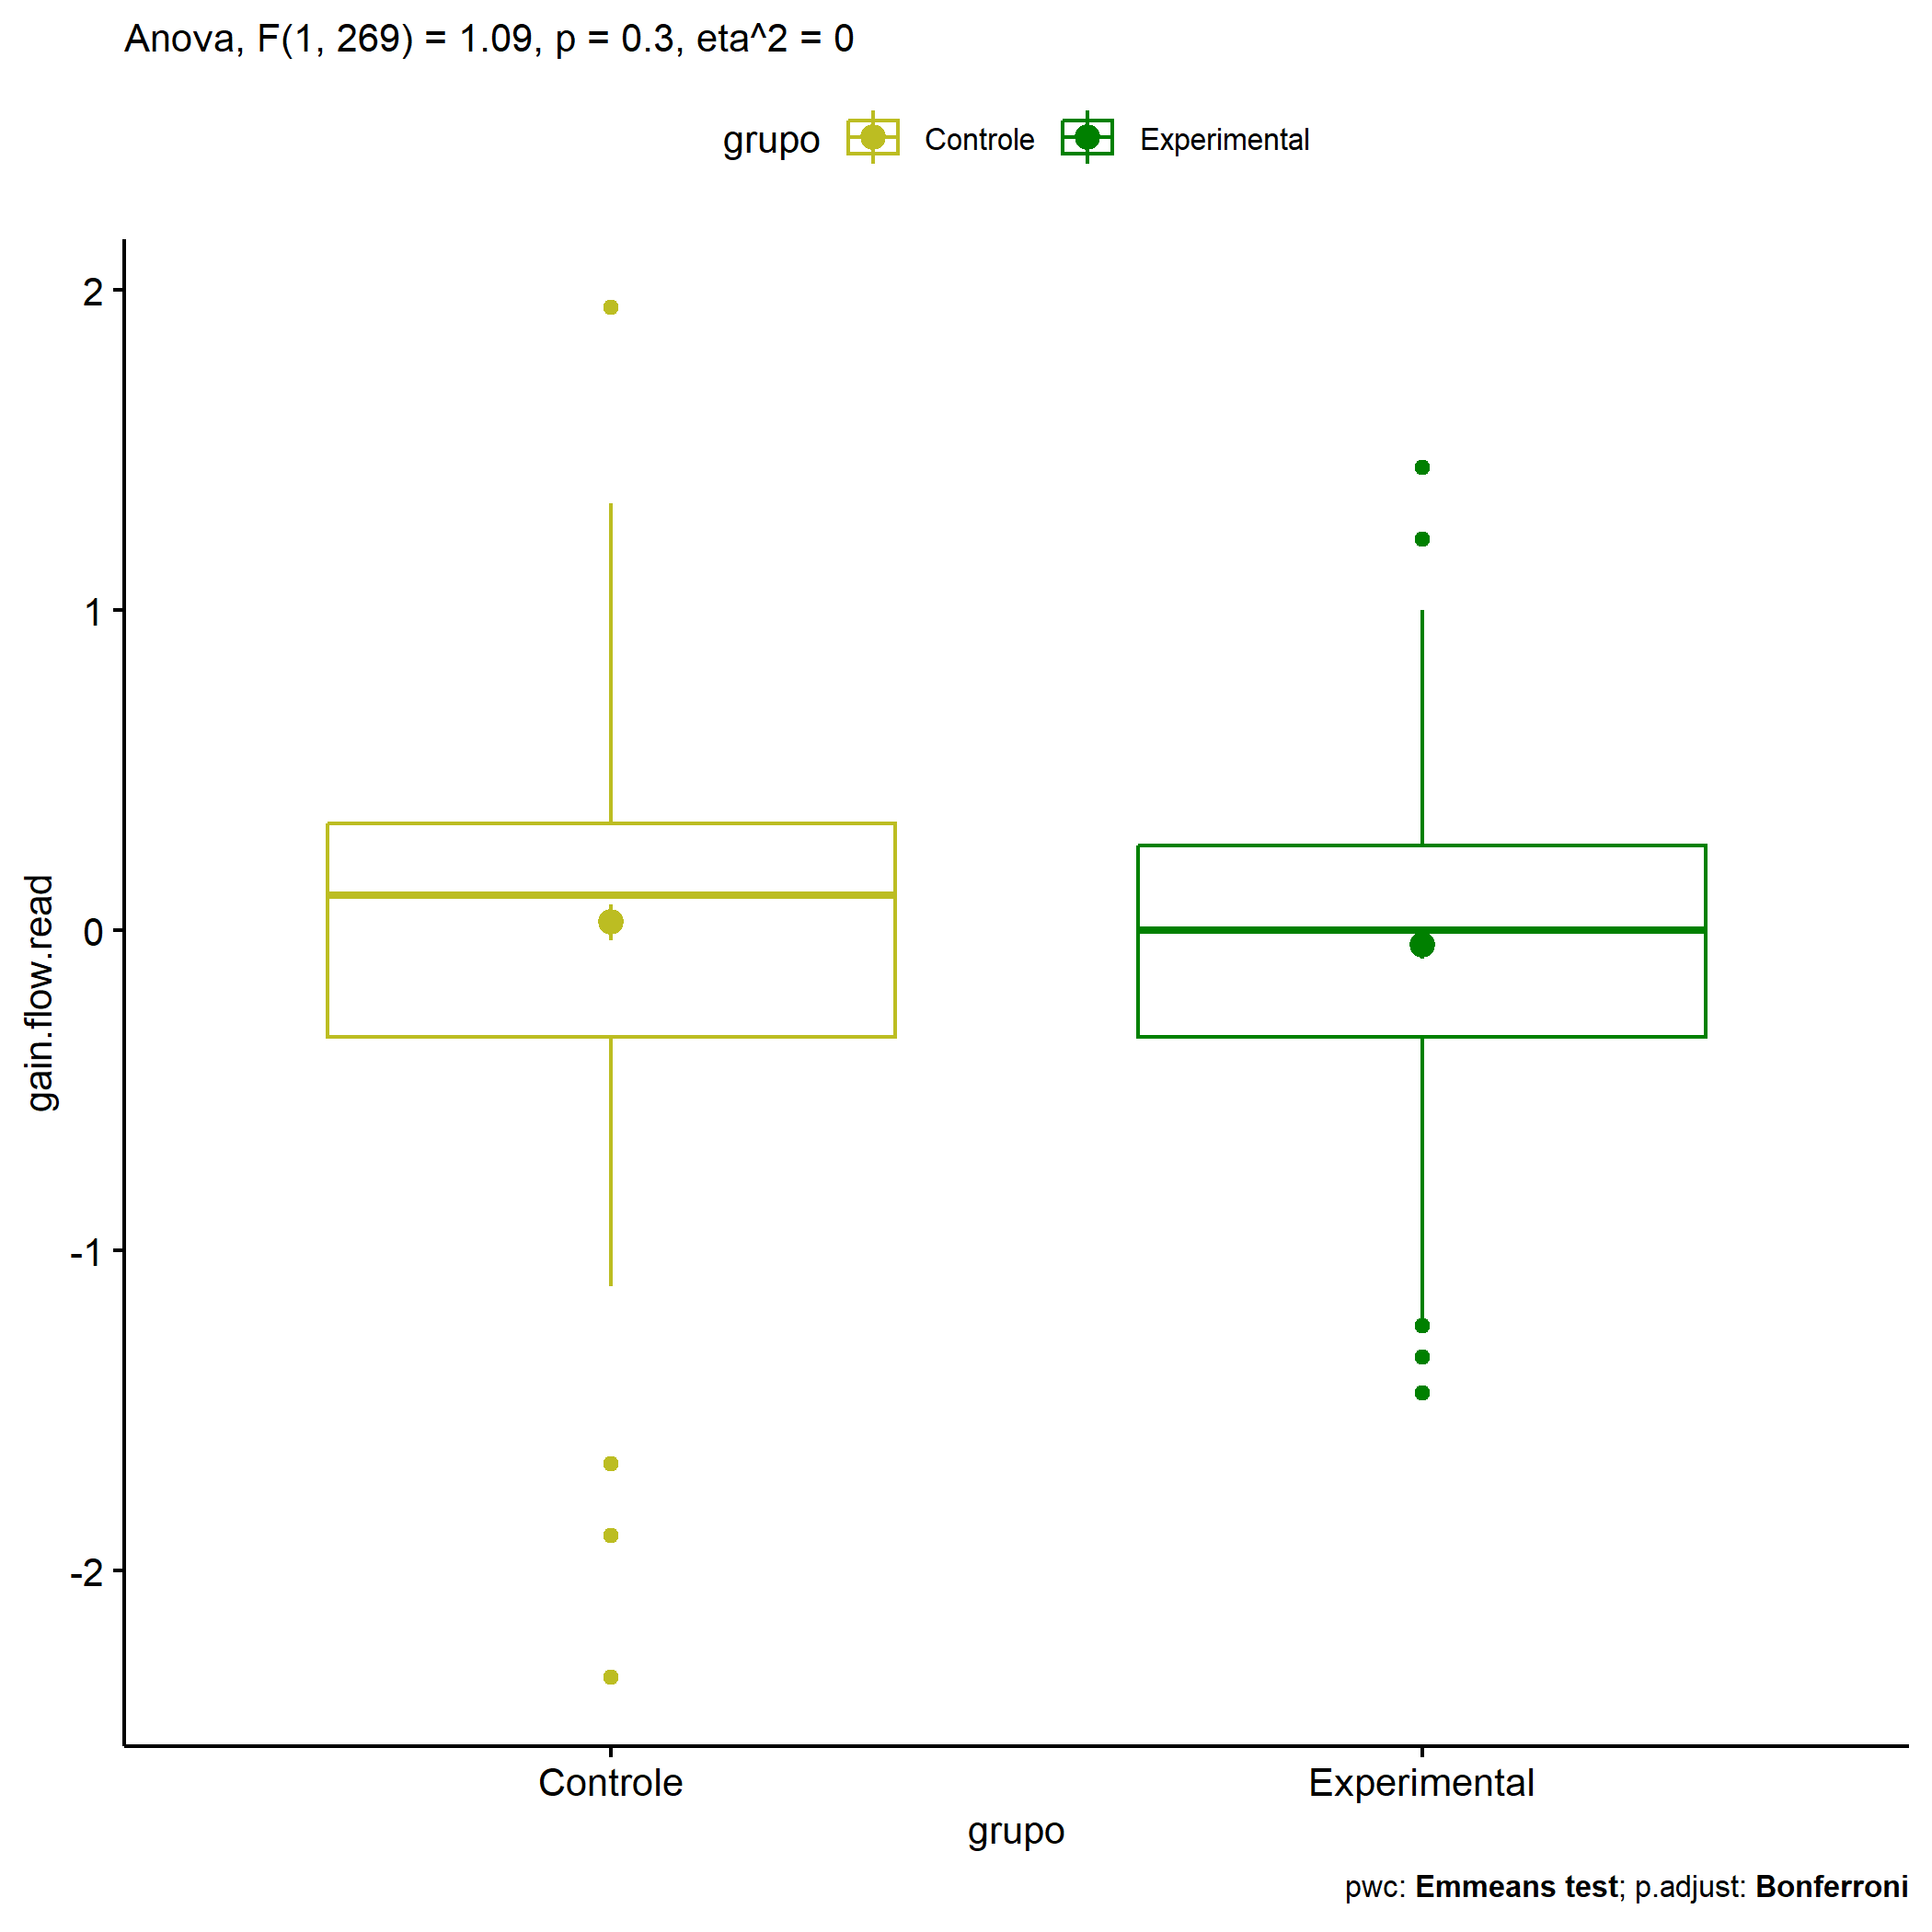 Anova, F(1, 269) = 1.09, p = 0.3, eta^2 = 0
grupo Controle Experimental
2
1
0
-1
-2
gain.flow.read
Controle Experimental
grupo
pwc: Emmeans test; p.adjust: Bonferroni